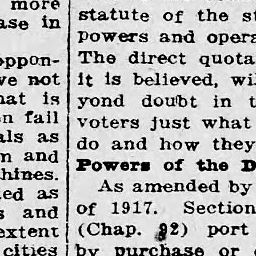 more
ase in
oppon-
ve not
hat is
n fail
als as
m and
hines.
ed as
s and
extent
cities
statute of the st
powers and opera
The direct quota
it is believed, wi
yond doubt in t
voters just what
do and how they
Powers of the D
As amended by
of 1917. Section
(Chap. 92) port
by purchase or